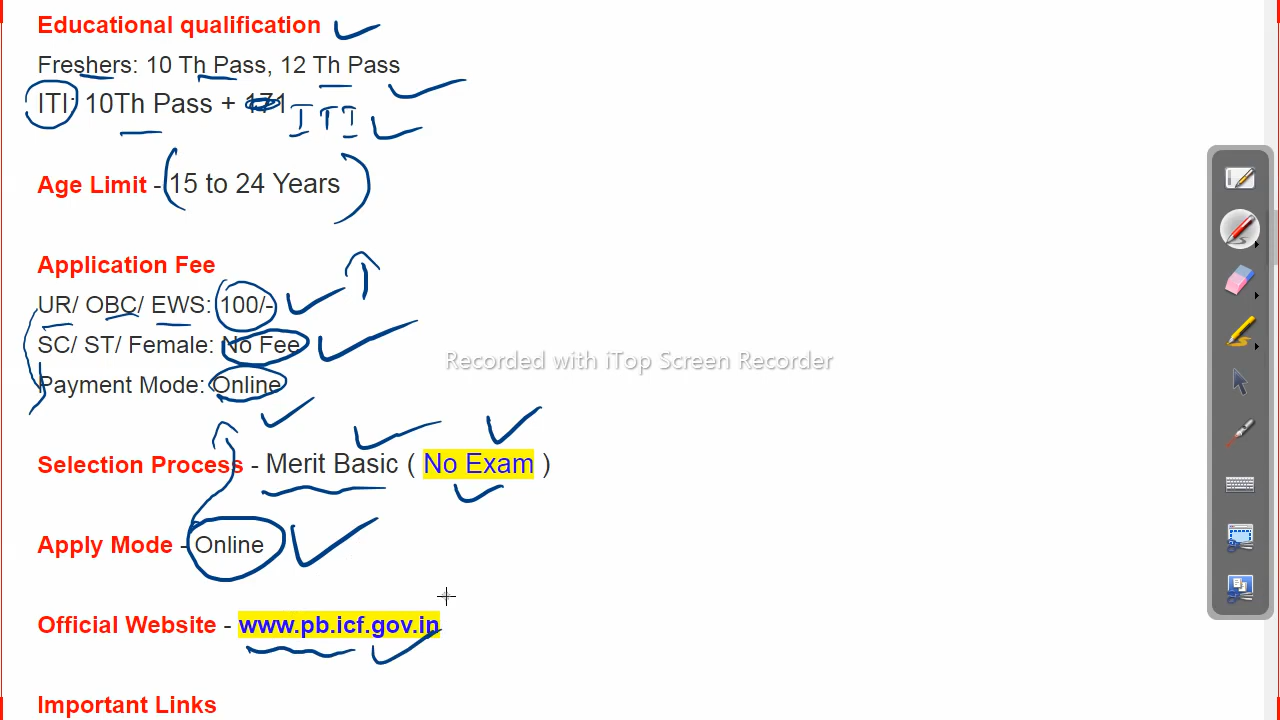 Educational qualification
Freshers: 10 Th Pass, 12 Th Pass
ITI: 10Th Pass + ITI
Age Limit - 15 to 24 Years
Application Fee
UR/ OBC/ EWS: 100/-
SC/ ST/ Female: No Fee
Payment Mode: Online
Recorded with iTop Screen Recorder
Selection Process - Merit Basic ( No Exam )
Apply Mode - Online
Official Website - www.pb.icf.gov.in
Important Links